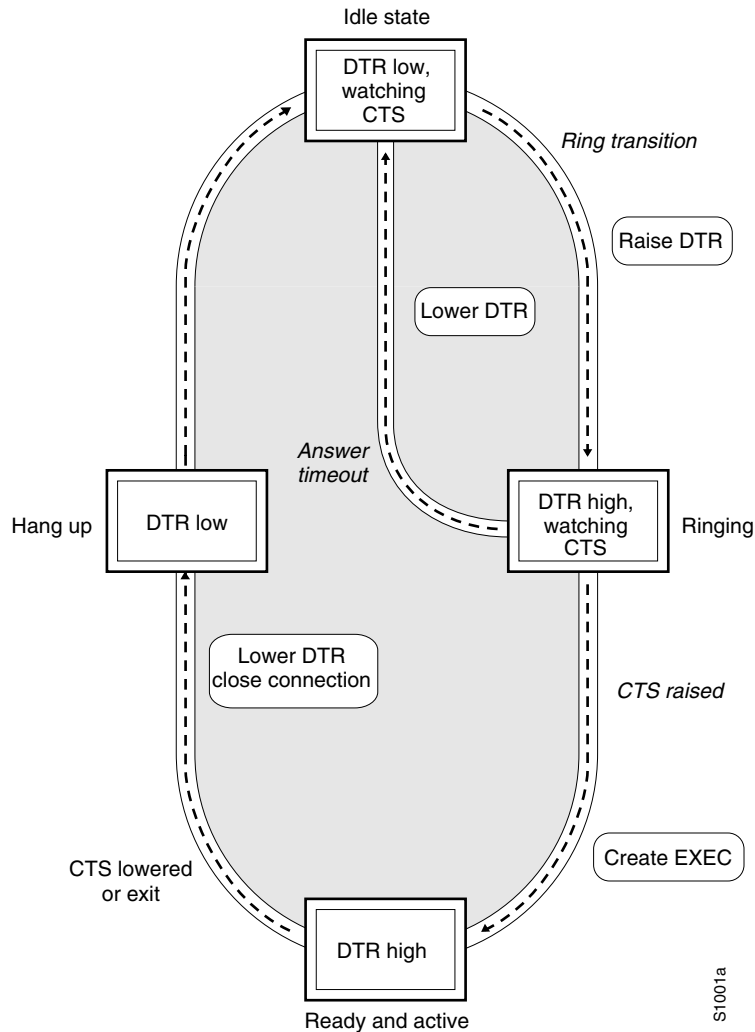 Idle state
DTR low,
watching
CTS
Ring transition
Raise DTR
Lower DTR
Answer
timeout
Hang up
DTR low
DTR high,
watching
CTS
Ringing
Lower DTR
close connection
CTS raised
CTS lowered
or exit
Create EXEC
DTR high
Ready and active
S1001a